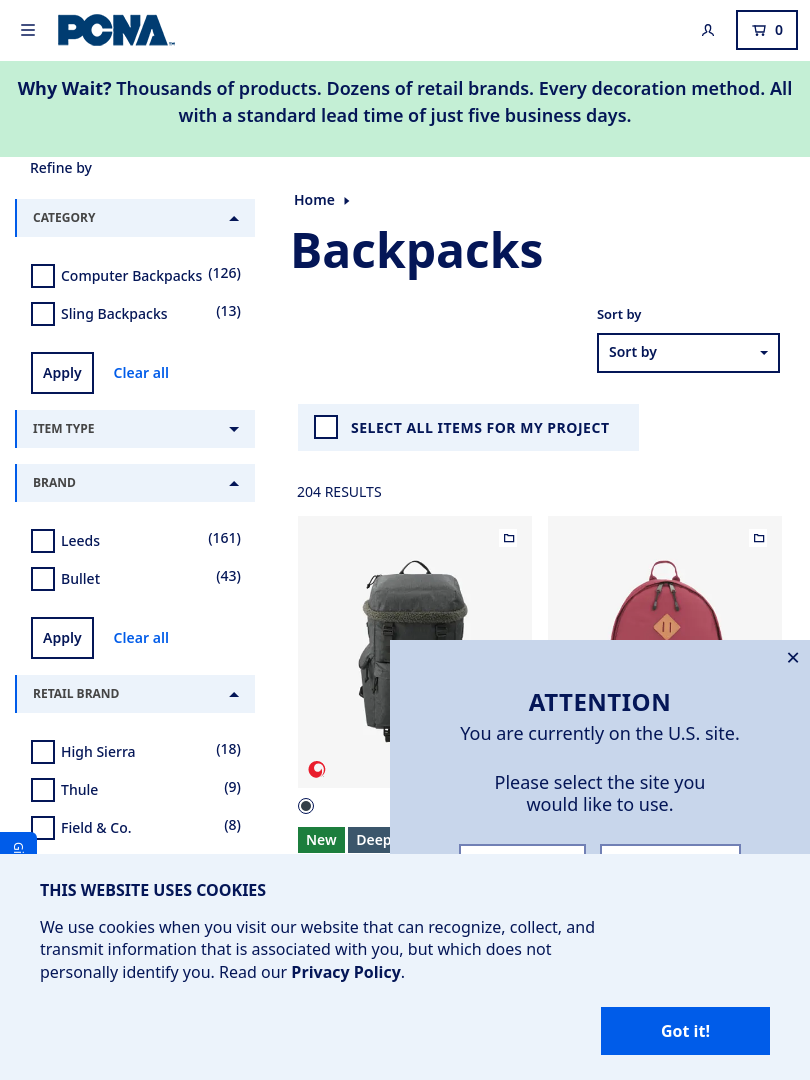 PCNA
0
Why Wait? Thousands of products. Dozens of retail brands. Every decoration method. All
with a standard lead time of just five business days.
Refine by
CATEGORY
Computer Backpacks (126)
Sling Backpacks (13)
Apply Clear all
ITEM TYPE
BRAND
Leeds (161)
Bullet (43)
Apply Clear all
RETAIL BRAND
High Sierra (18)
Thule (9)
Field & Co. (8)
Home
Backpacks
Sort by
Sort by
SELECT ALL ITEMS FOR MY PROJECT
204 RESULTS
New Deep
ATTENTION
You are currently on the U.S. site.
Please select the site you
would like to use.
THIS WEBSITE USES COOKIES
We use cookies when you visit our website that can recognize, collect, and
transmit information that is associated with you, but which does not
personally identify you. Read our Privacy Policy.
Got it!